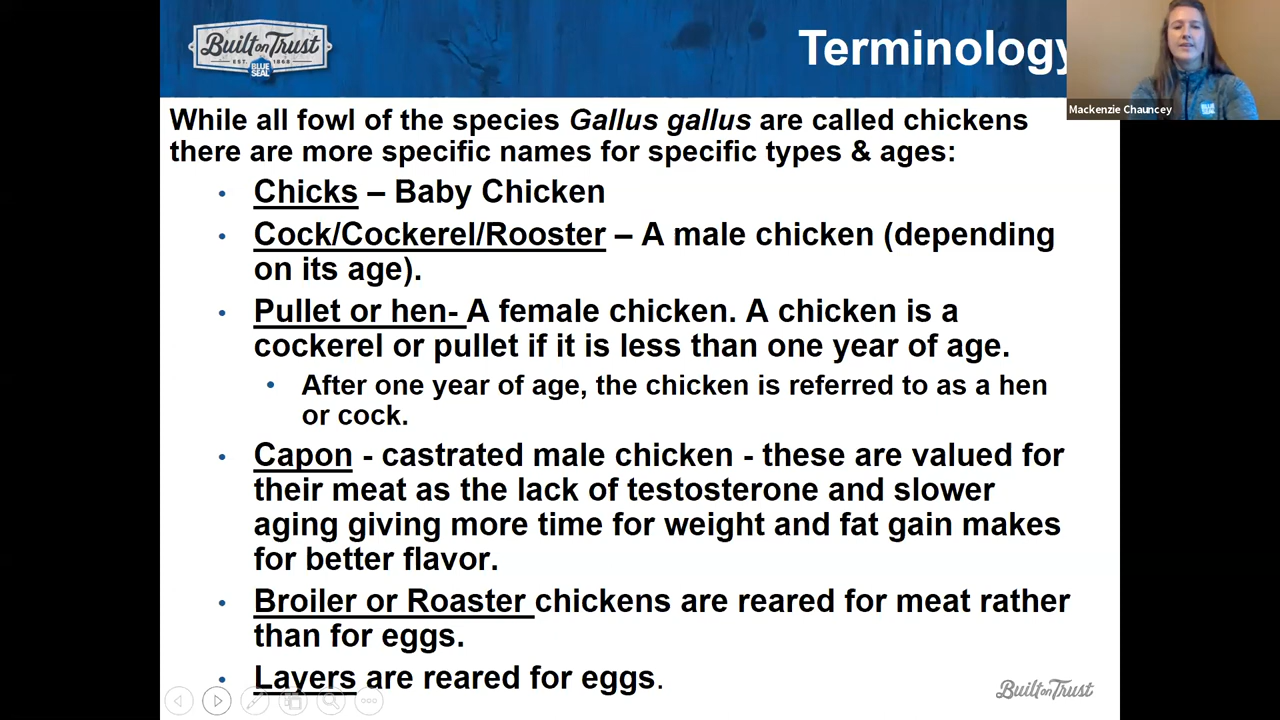 Built on Trust
EST. 1868
BLUE SEAL
Terminology
Mackenzie Chauncey
BLUE SEAL
While all fowl of the species Gallus gallus are called chickens
there are more specific names for specific types & ages:
• Chicks – Baby Chicken
• Cock/Cockerel/Rooster – A male chicken (depending
on its age).
• Pullet or hen- A female chicken. A chicken is a
cockerel or pullet if it is less than one year of age.
• After one year of age, the chicken is referred to as a hen
or cock.
• Capon - castrated male chicken - these are valued for
their meat as the lack of testosterone and slower
aging giving more time for weight and fat gain makes
for better flavor.
• Broiler or Roaster chickens are reared for meat rather
than for eggs.
• Layers are reared for eggs.
Built on Trust